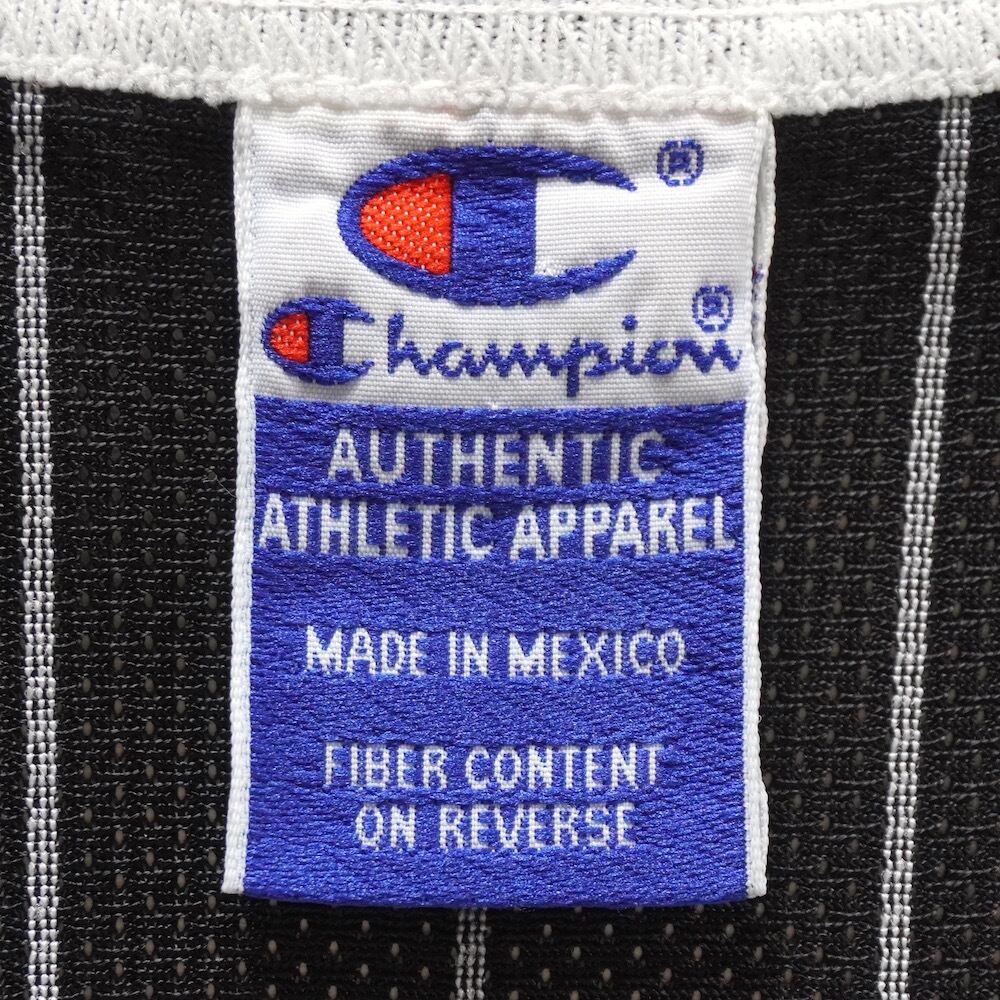 ®
Champion®
AUTHENTIC
ATHLETIC APPAREL
MADE IN MEXICO
FIBER CONTENT
ON REVERSE